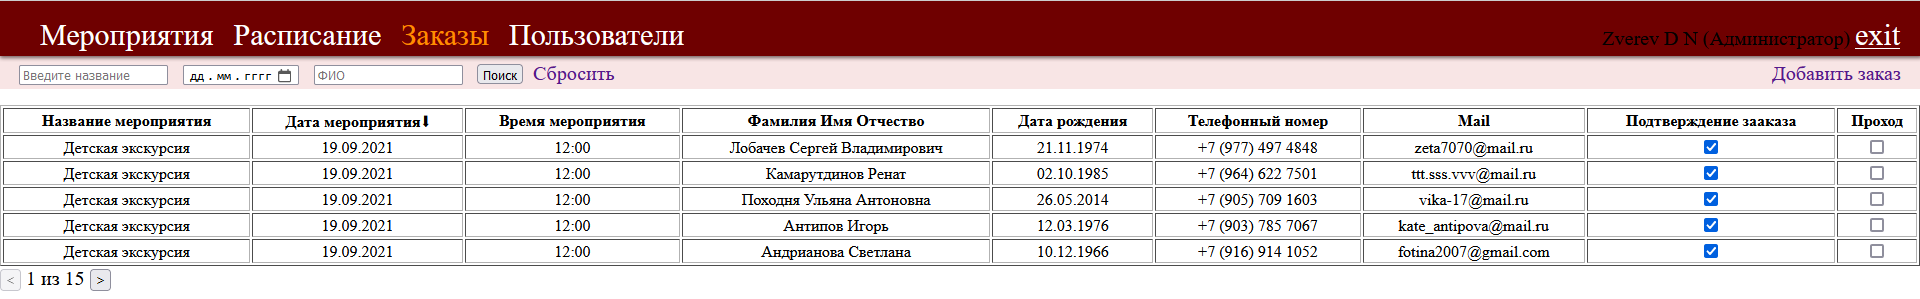 Мероприятия Расписание Заказы Пользователи Zverev D N (Администратор) exit
Введите название дд.мм.гггг ФИО Поиск Сбросить Добавить заказ
Название мероприятия Дата мероприятия⬇ Время мероприятия Фамилия Имя Отчество Дата рождения Телефонный номер Mail Подтверждение зааказа Проход
Детская экскурсия 19.09.2021 12:00 Лобачев Сергей Владимирович 21.11.1974 +7 (977) 497 4848 zeta7070@mail.ru
Детская экскурсия 19.09.2021 12:00 Камарутдинов Ренат 02.10.1985 +7 (964) 622 7501 ttt.sss.vvv@mail.ru
Детская экскурсия 19.09.2021 12:00 Походня Ульяна Антоновна 26.05.2014 +7 (905) 709 1603 vika-17@mail.ru
Детская экскурсия 19.09.2021 12:00 Антипов Игорь 12.03.1976 +7 (903) 785 7067 kate_antipova@mail.ru
Детская экскурсия 19.09.2021 12:00 Андрианова Светлана 10.12.1966 +7 (916) 914 1052 fotina2007@gmail.com
< 1 из 15 >